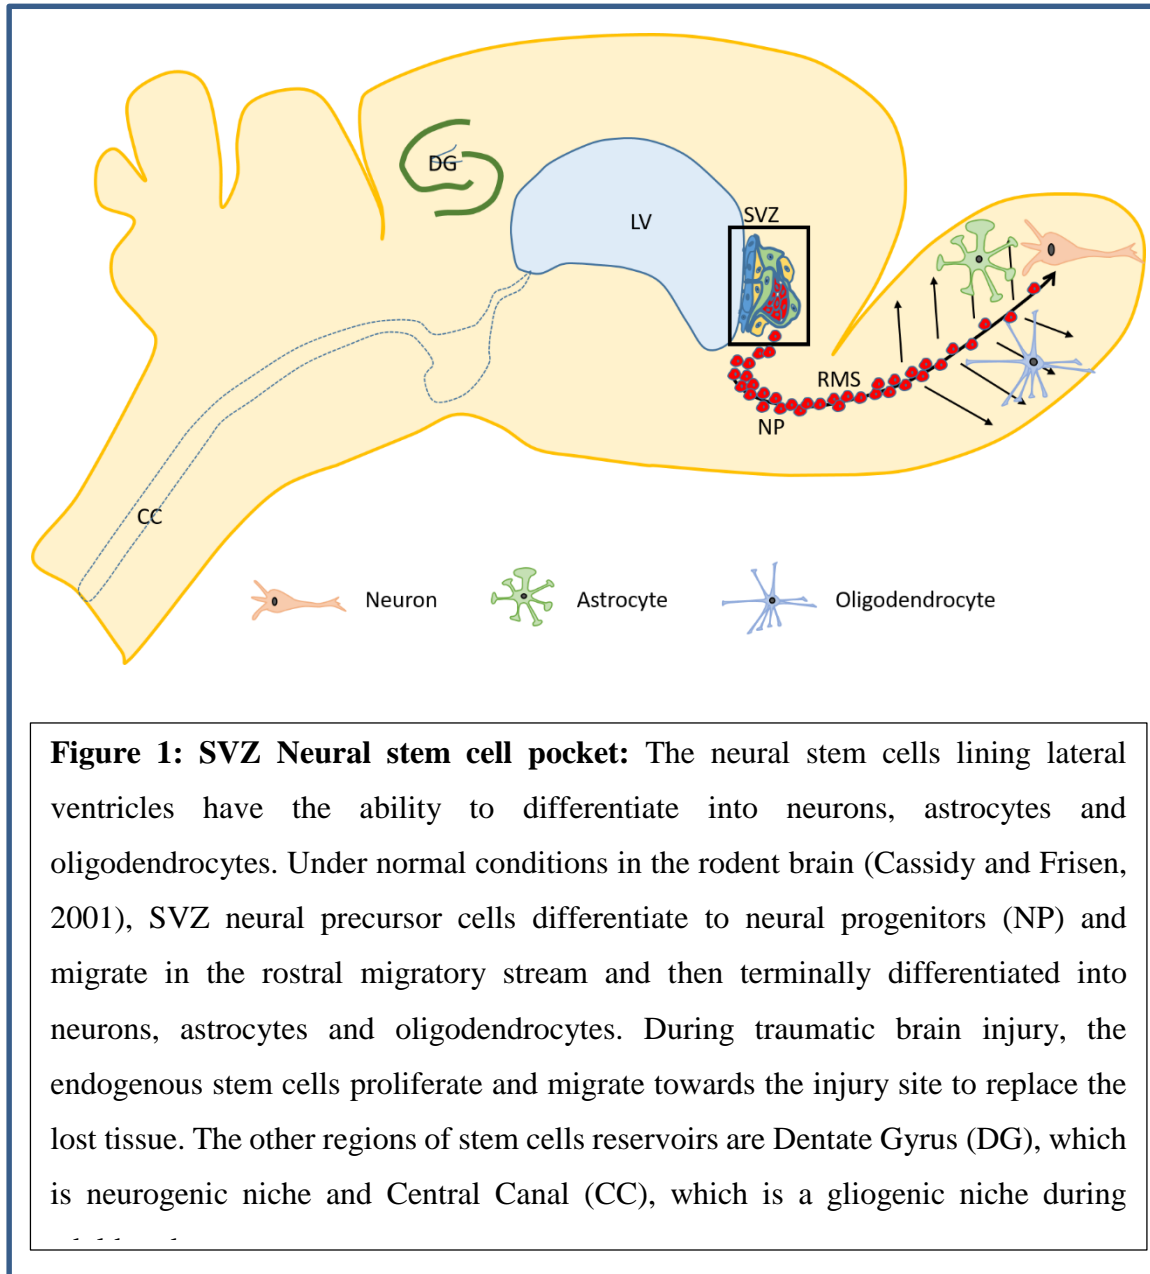 DG
LV
SVZ
RMS
NP
CC
Neuron
Astrocyte
Oligodendrocyte
Figure 1: SVZ Neural stem cell pocket: The neural stem cells lining lateral
ventricles have the ability to differentiate into neurons, astrocytes and
oligodendrocytes. Under normal conditions in the rodent brain (Cassidy and Frisen,
2001), SVZ neural precursor cells differentiate to neural progenitors (NP) and
migrate in the rostral migratory stream and then terminally differentiated into
neurons, astrocytes and oligodendrocytes. During traumatic brain injury, the
endogenous stem cells proliferate and migrate towards the injury site to replace the
lost tissue. The other regions of stem cells reservoirs are Dentate Gyrus (DG), which
is neurogenic niche and Central Canal (CC), which is a gliogenic niche during